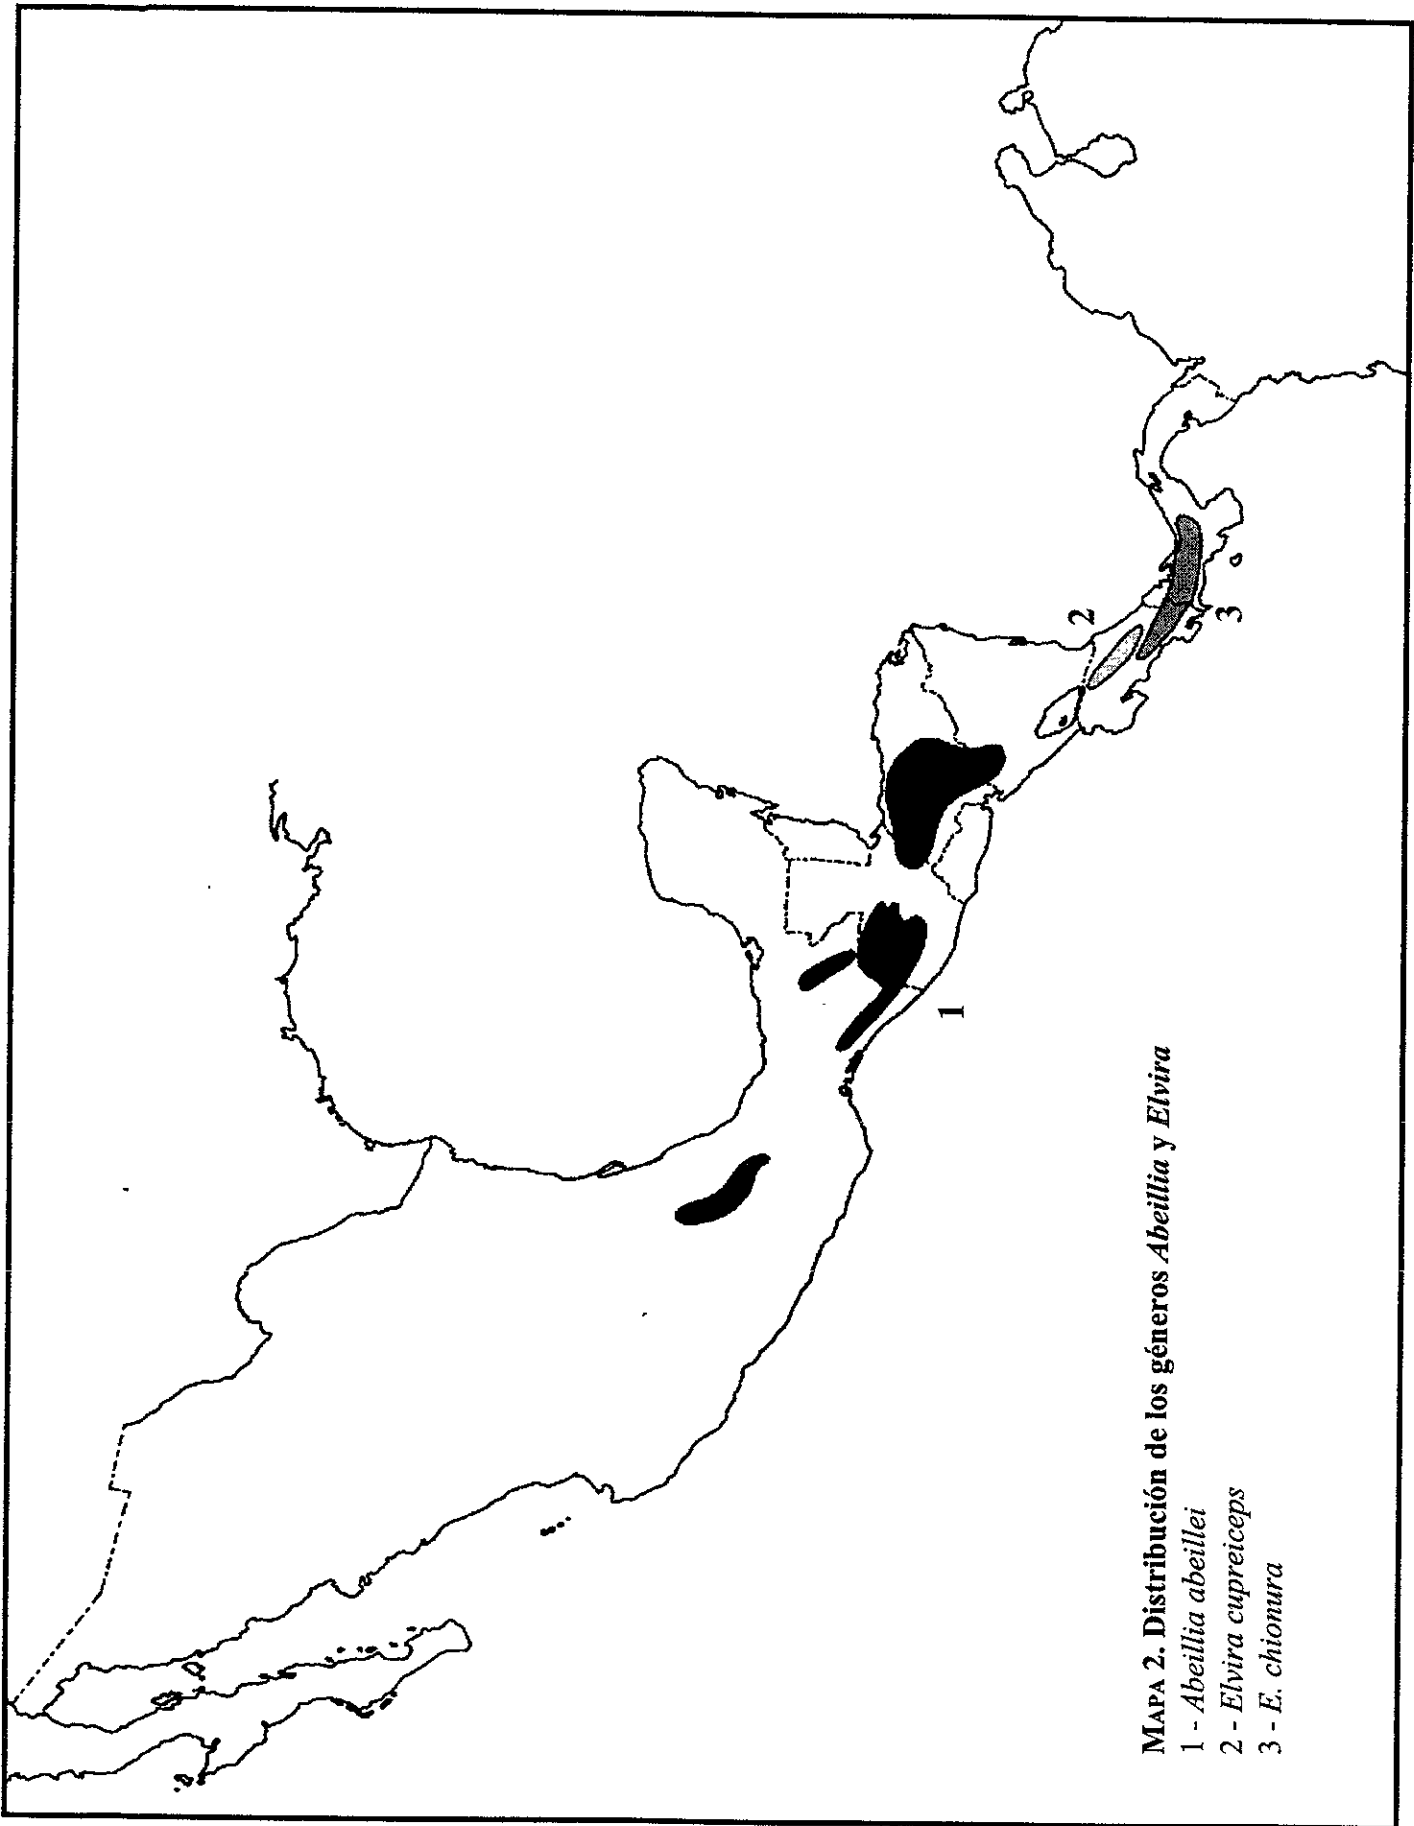 1
2
3
MAPA 2. Distribución de los géneros Abeillia y Elvira
1 - Abeillia abeillei
2 - Elvira cupreiceps
3 - E. chionura